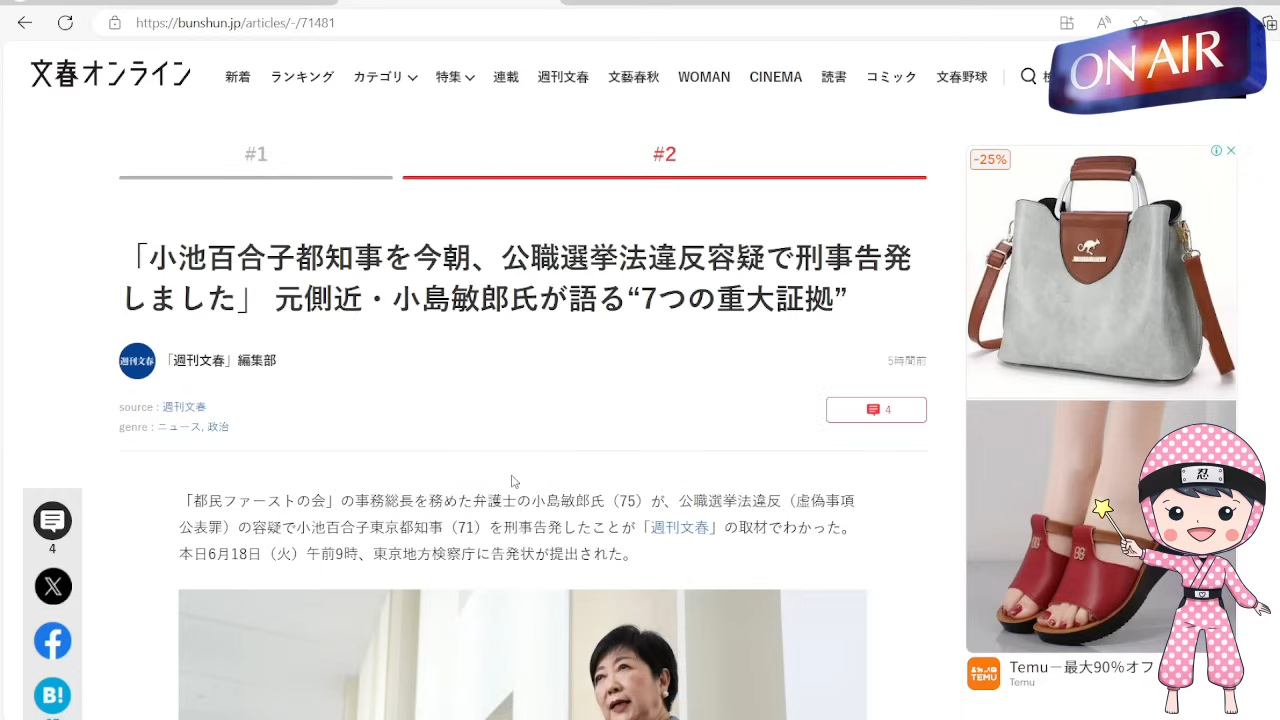 https://bunshun.jp/articles/-/71481
文春オンライン
新着 ランキング カテゴリ 特集 連載 週刊文春 文藝春秋 WOMAN CINEMA 読書 コミック 文春野球
ON AIR
#1 #2
-25%
「小池百合子都知事を今朝、公職選挙法違反容疑で刑事告発
しました」 元側近・小島敏郎氏が語る“7つの重大証拠”
週刊文春
「週刊文春」編集部
5時間前
source : 週刊文春
4
genre : ニュース, 政治
「都民ファーストの会」の事務総長を務めた弁護士の小島敏郎氏（75）が、公職選挙法違反（虚偽事項
公表罪）の容疑で小池百合子東京都知事（71）を刑事告発したことが「週刊文春」の取材でわかった。
本日6月18日（火）午前9時、東京地方検察庁に告発状が提出された。
4
X
f
B!
忍
TEMU
Temu－最大90%オフ
Temu